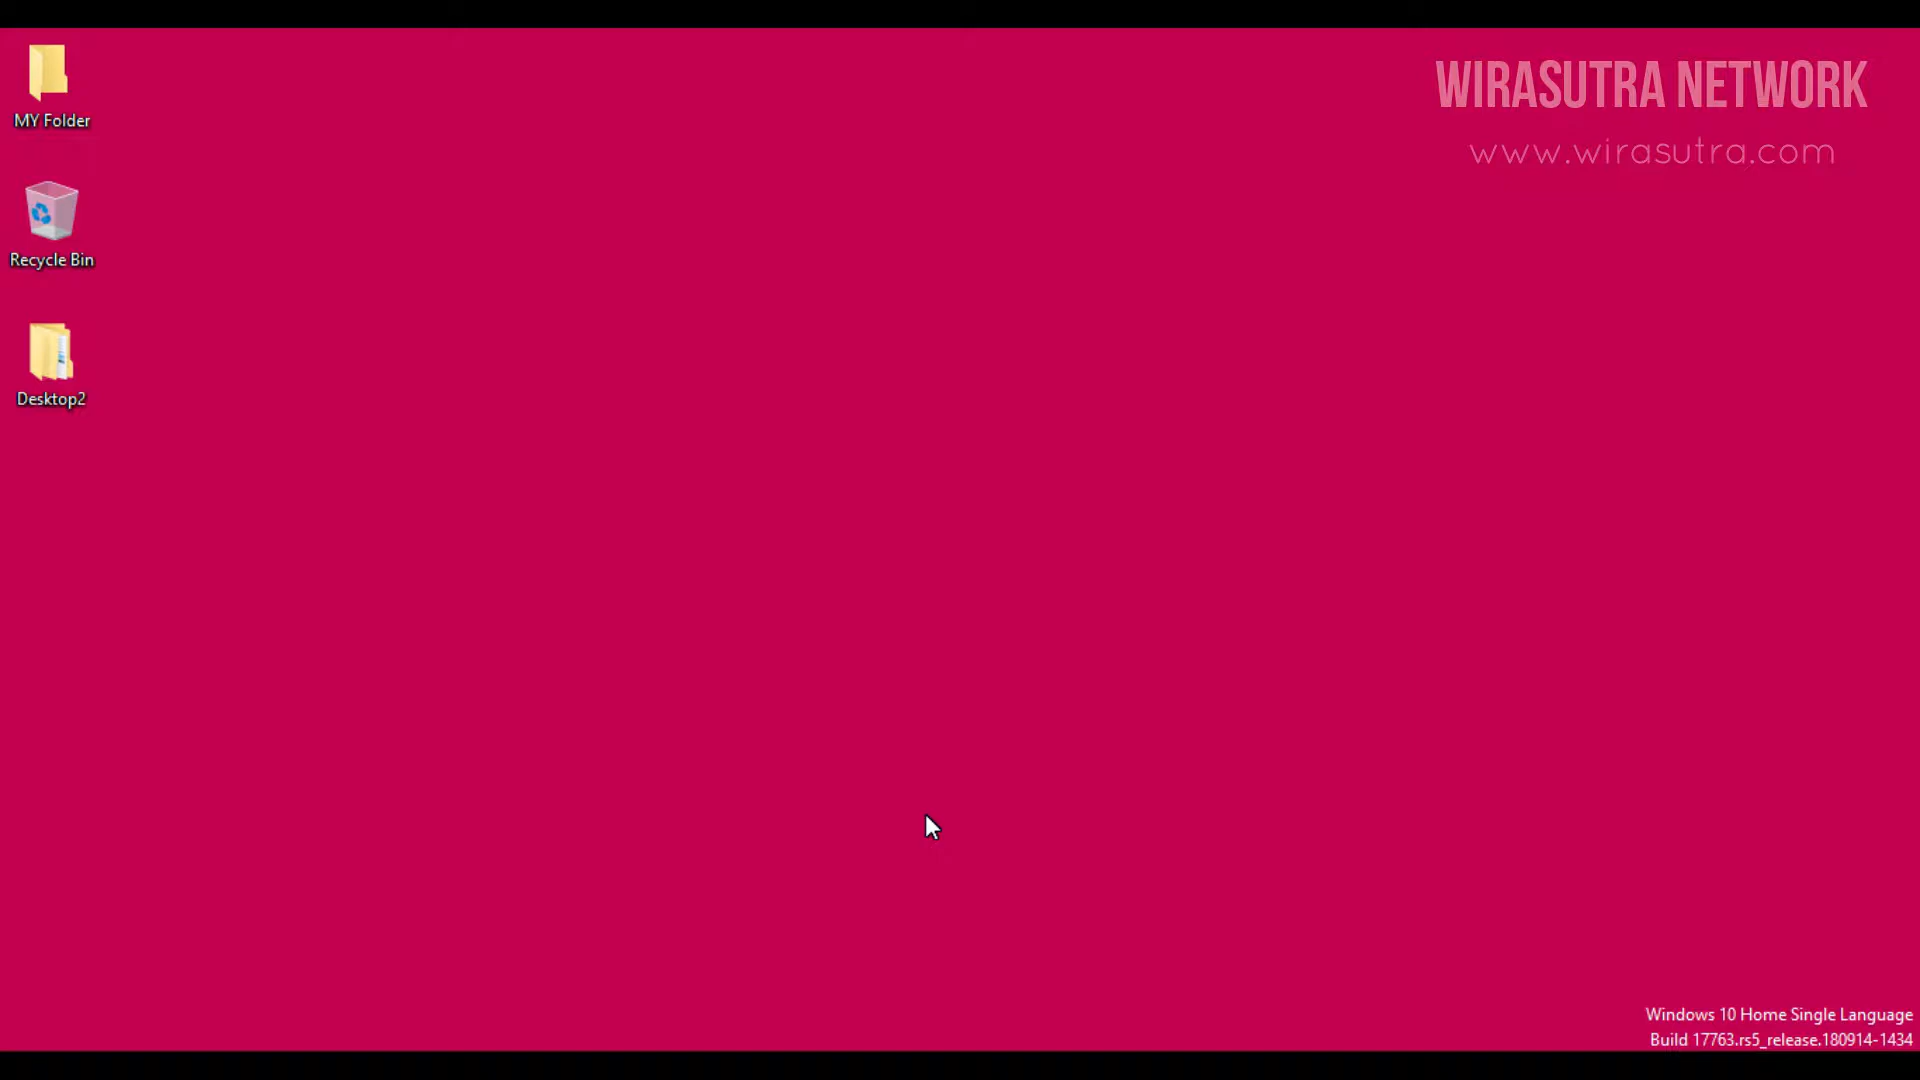 MY Folder
WIRASUTRA NETWORK
www.wirasutra.com
Recycle Bin
Desktop2
Windows 10 Home Single Language
Build 17763.rs5_release.180914-1434